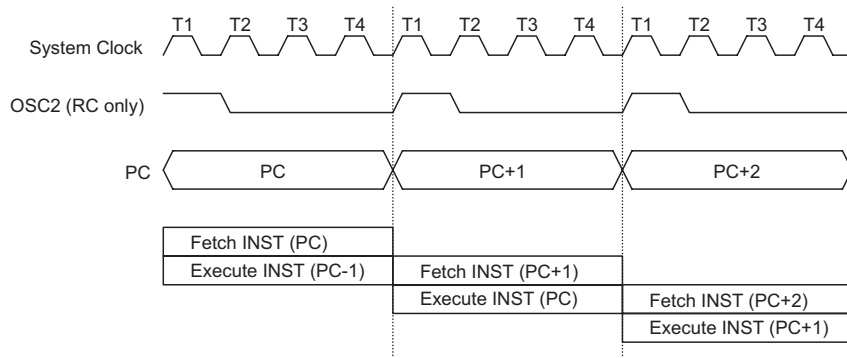 T1 T2 T3 T4 T1 T2 T3 T4 T1 T2 T3 T4
System Clock
OSC2 (RC only)
PC PC PC+1 PC+2
Fetch INST (PC)
Execute INST (PC-1) Fetch INST (PC+1)
Execute INST (PC) Fetch INST (PC+2)
Execute INST (PC+1)